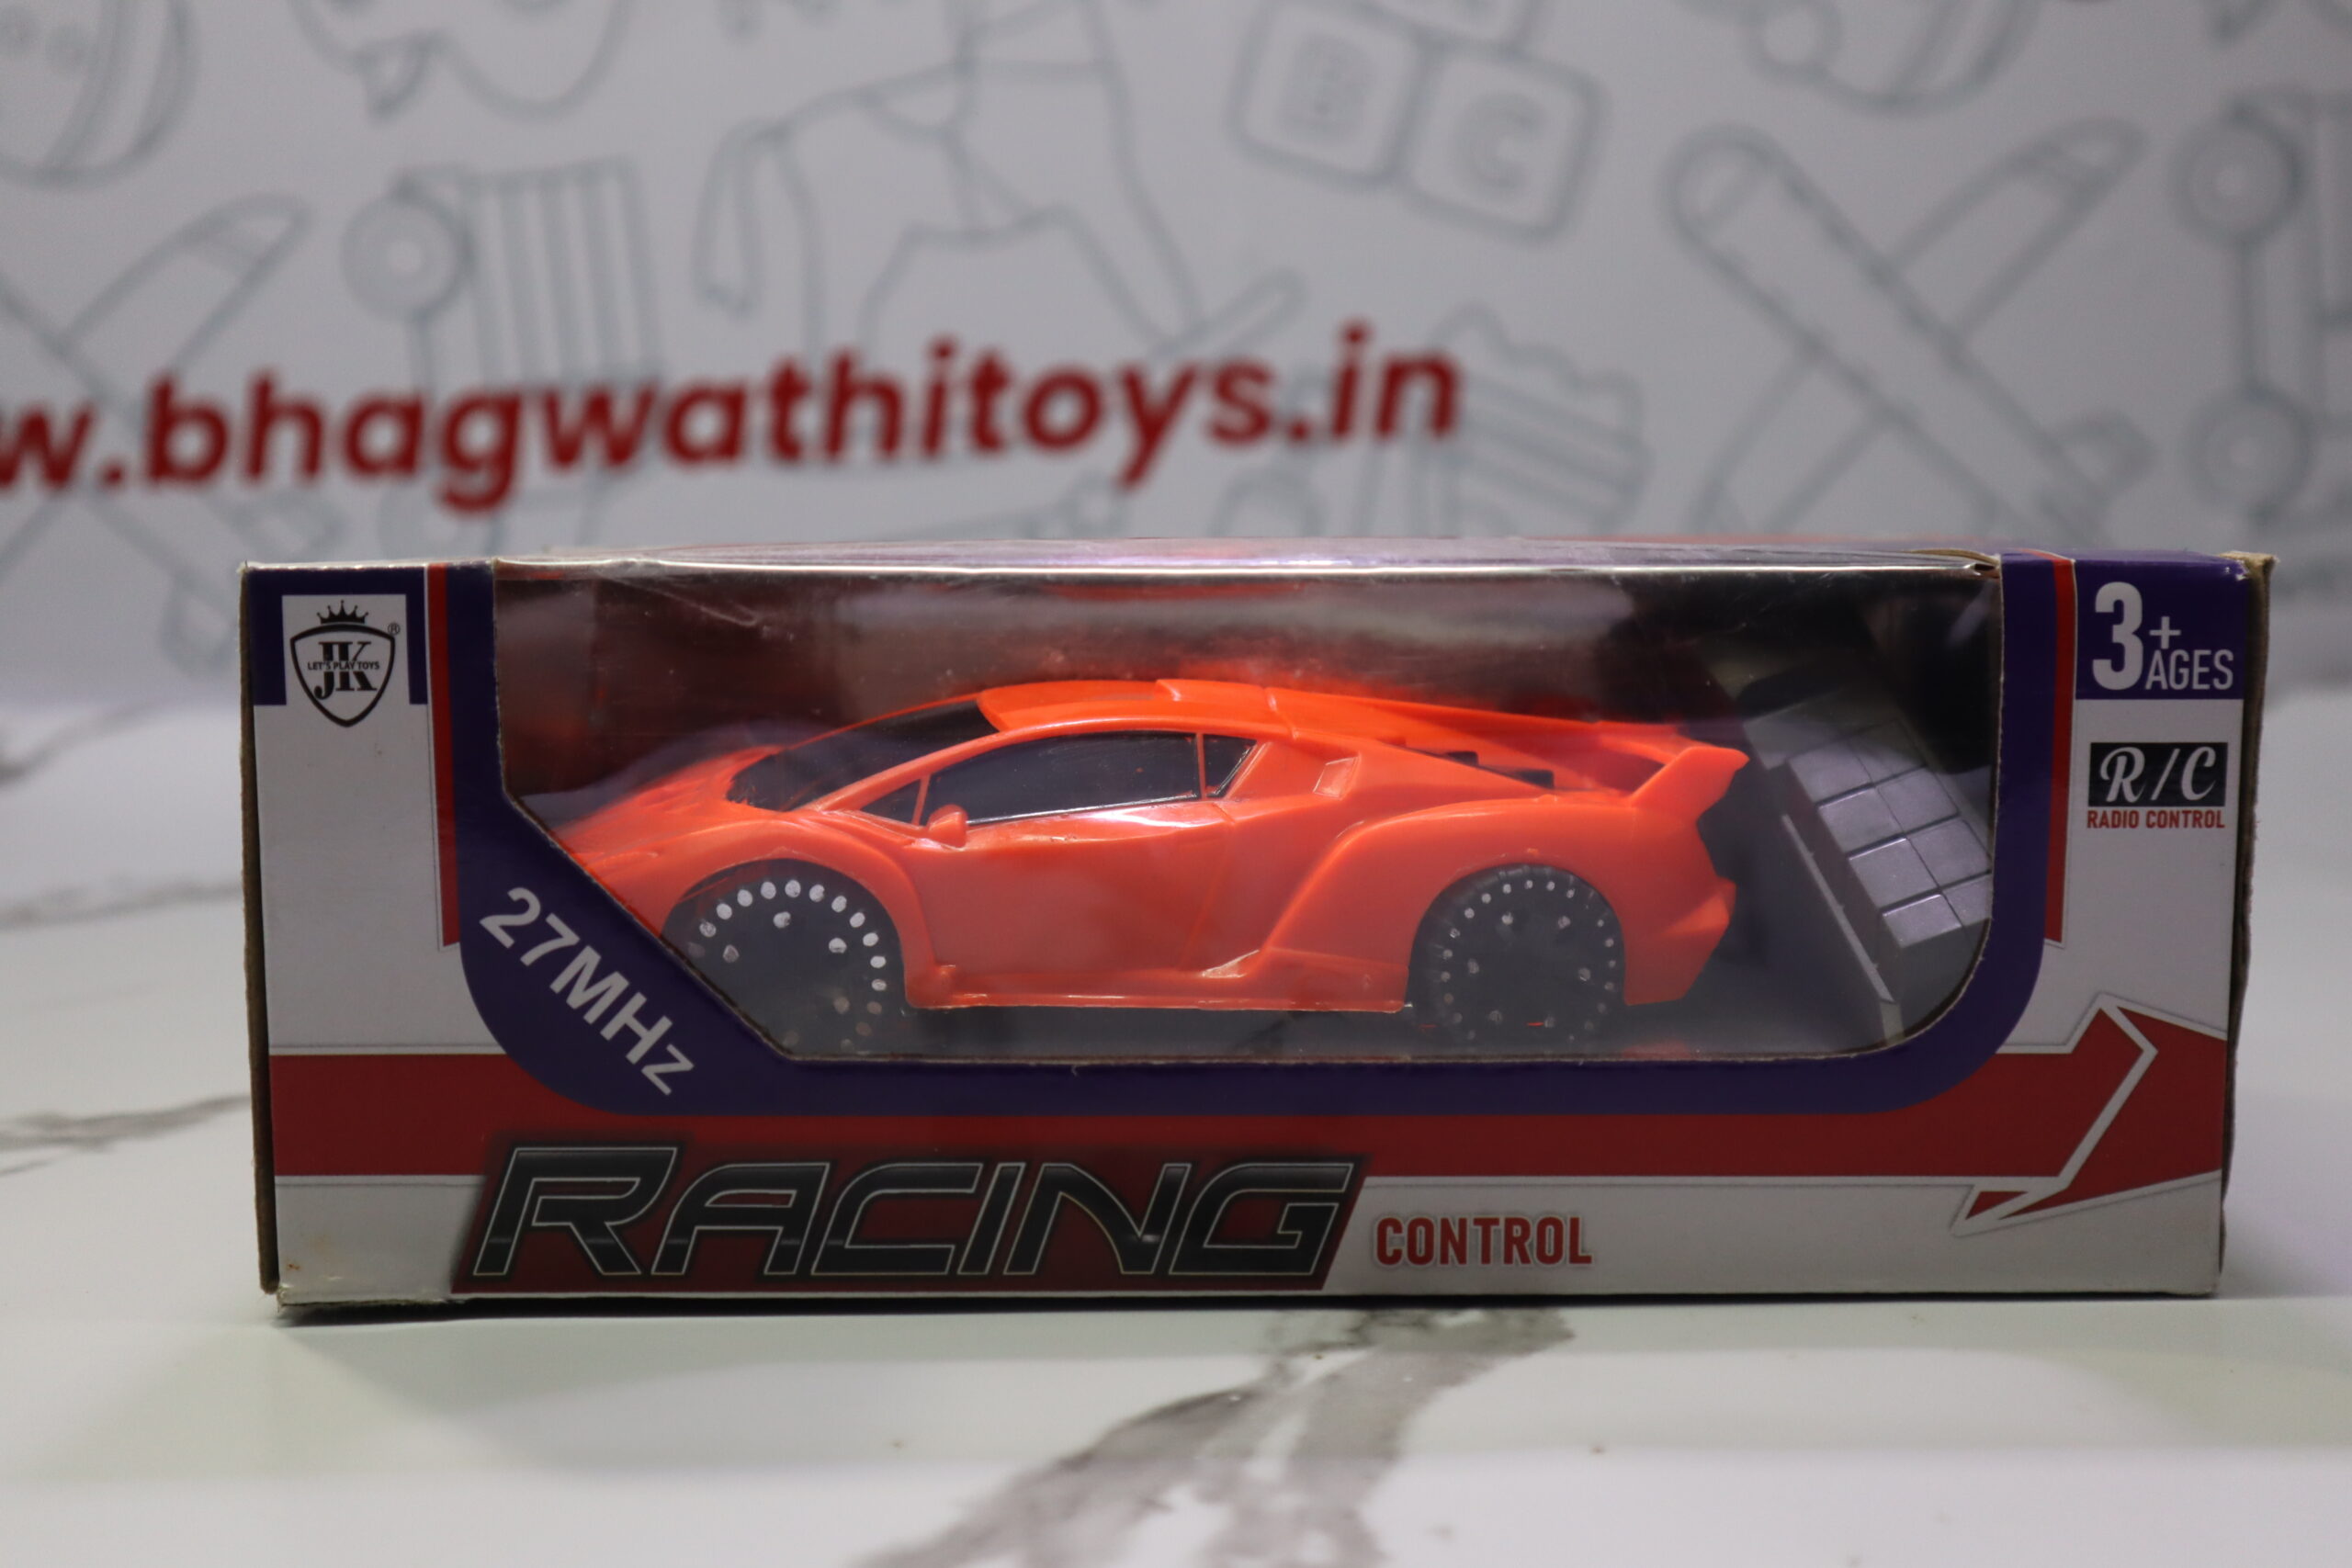 B
C
w.bhagwathitoys.in
JK
LET'S PLAY TOYS
®
3+
AGES
R/C
RADIO CONTROL
27MHz
RACING CONTROL